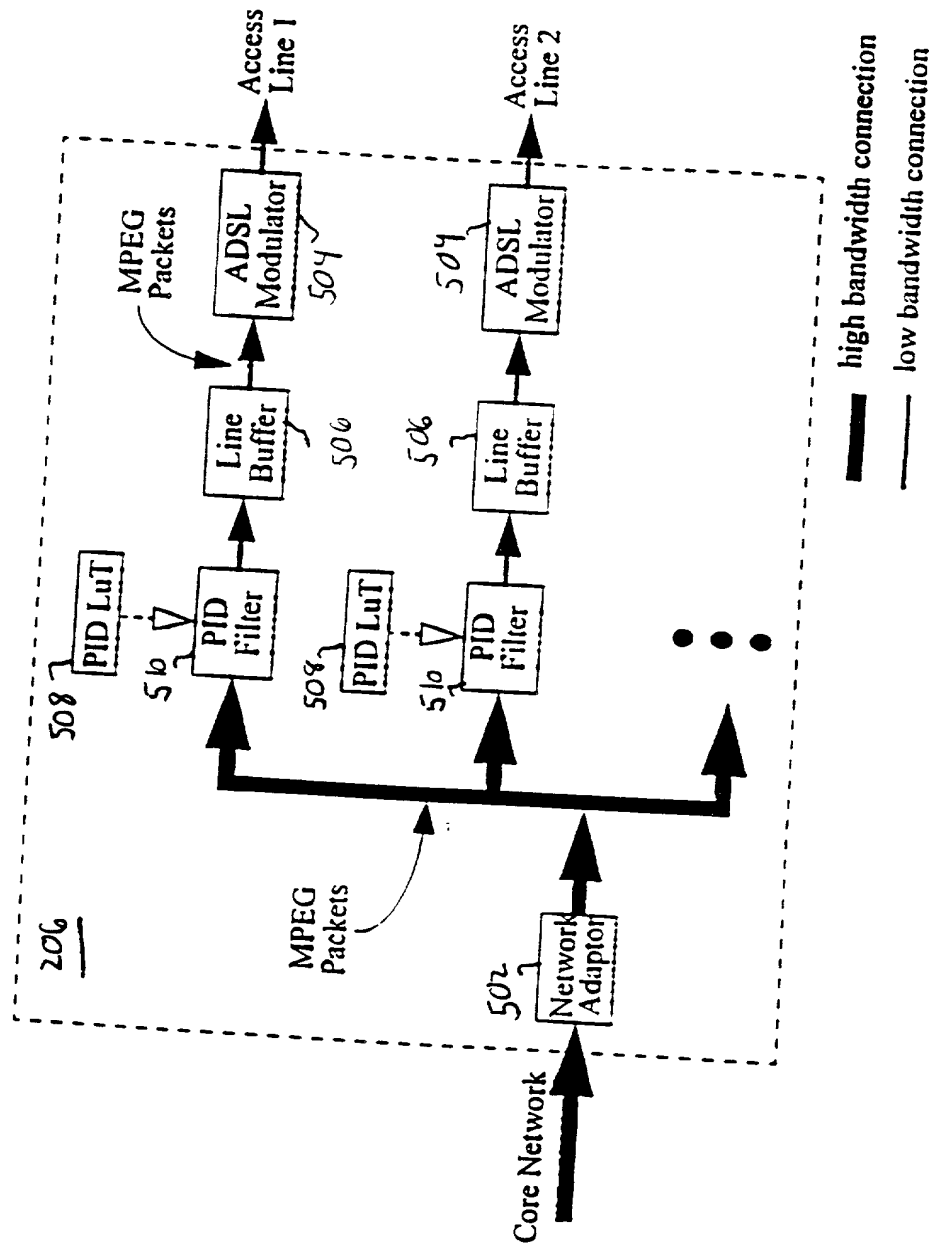 206
Core Network
502
Network
Adaptor
MPEG
Packets
508
PID LuT
510
PID
Filter
506
Line
Buffer
MPEG
Packets
504
ADSL
Modulator
Access
Line 1
508
PID LuT
510
PID
Filter
506
Line
Buffer
504
ADSL
Modulator
Access
Line 2
high bandwidth connection
low bandwidth connection